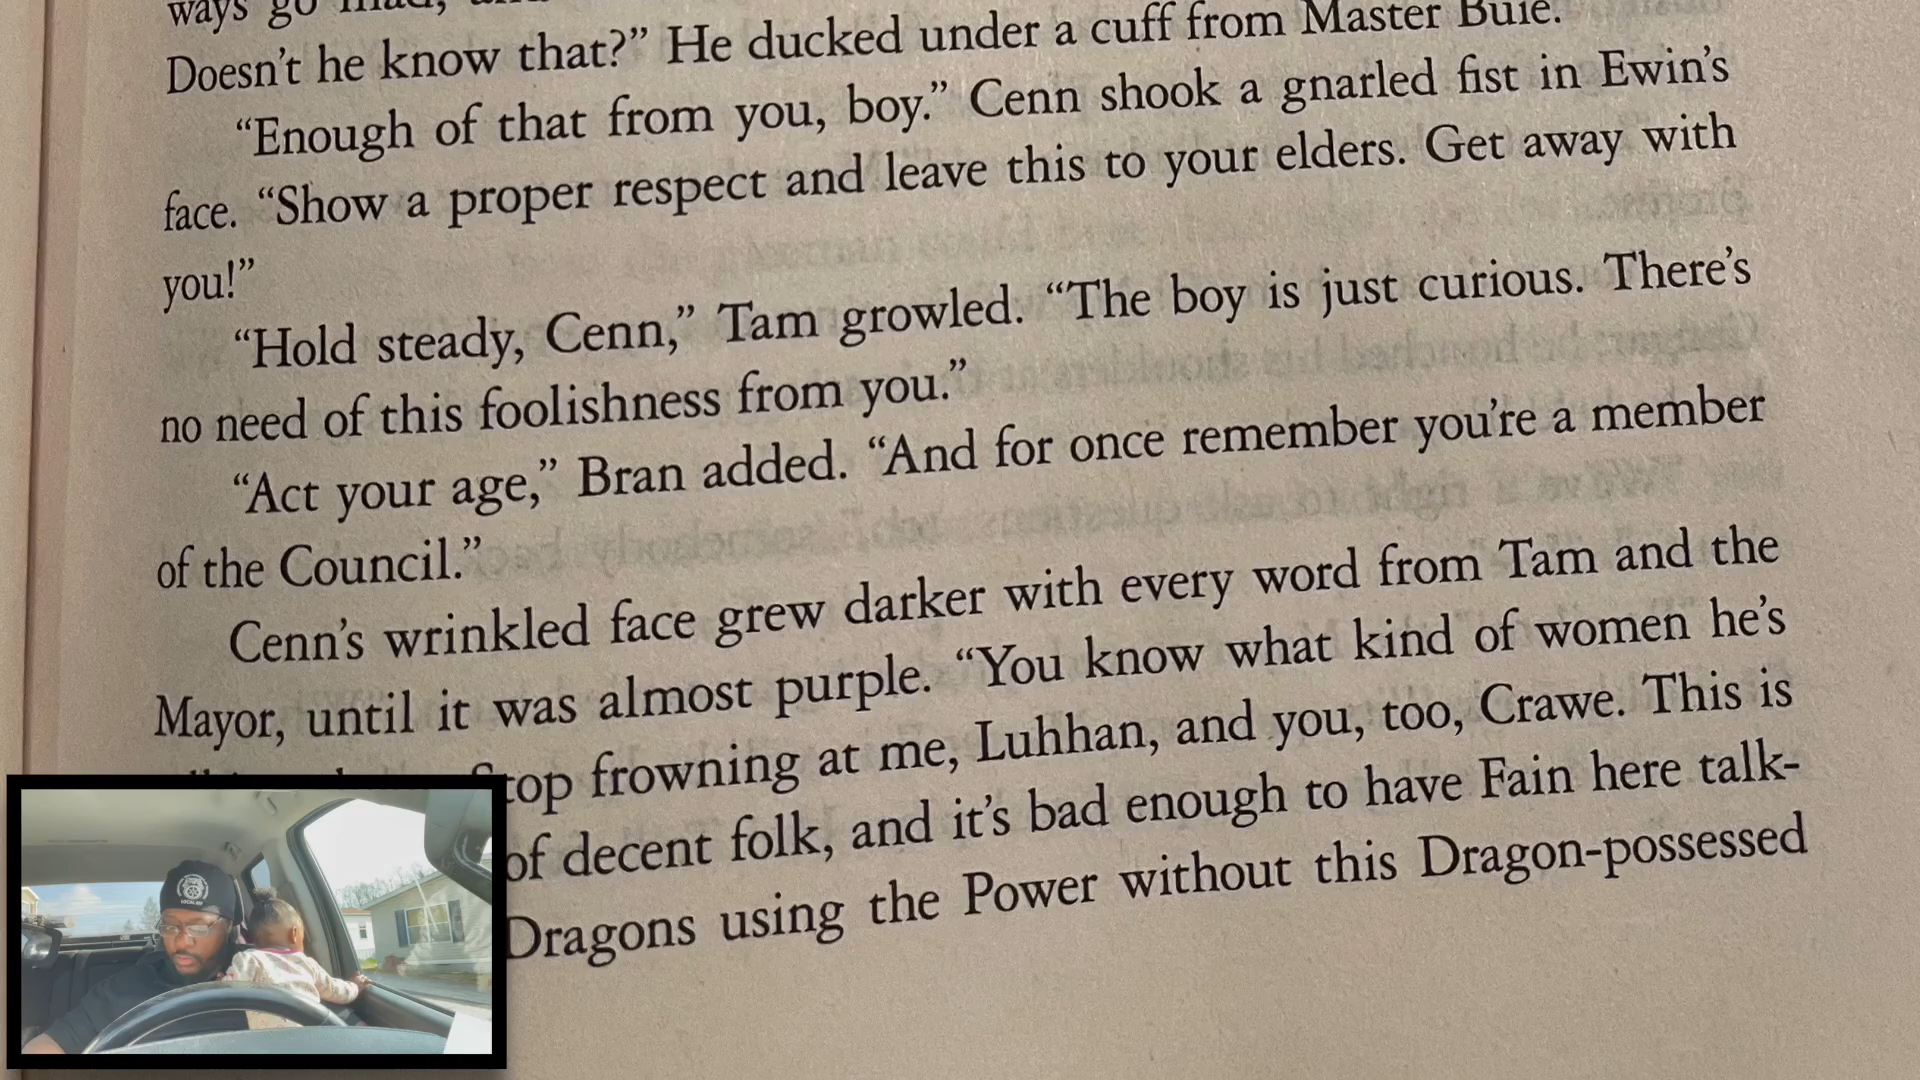 ways go mad,
Doesn't he know that?" He ducked under a cuff from Master Buie.
"Enough of that from you, boy." Cenn shook a gnarled fist in Ewin's
face. "Show a proper respect and leave this to your elders. Get away with
you!"
"Hold steady, Cenn," Tam growled. "The boy is just curious. There's
no need of this foolishness from you."
"Act your age," Bran added. "And for once remember you're a member
of the Council."
Cenn's wrinkled face grew darker with every word from Tam and the
Mayor, until it was almost purple. "You know what kind of women he's
top frowning at me, Luhhan, and you, too, Crawe. This is
of decent folk, and it's bad enough to have Fain here talk-
Dragons using the Power without this Dragon-possessed